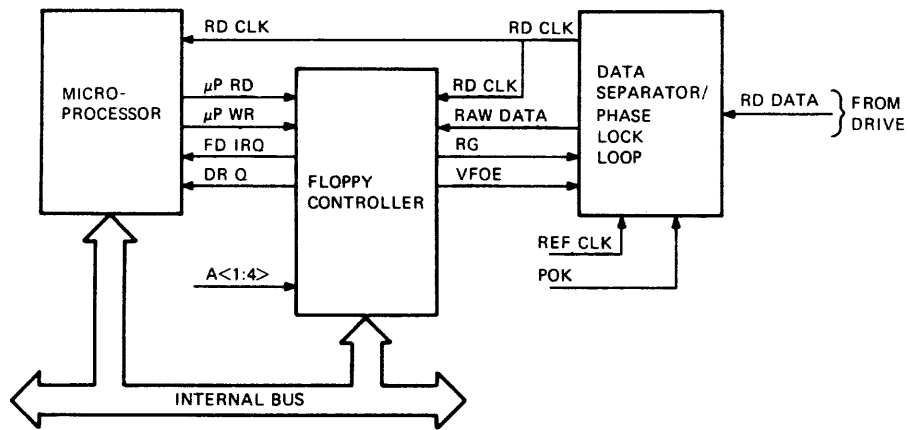 RD CLK RD CLK
MICRO-
PROCESSOR
µP RD
µP WR
FD IRQ
DR Q
FLOPPY
CONTROLLER
A<1:4>
RD CLK
RAW DATA
RG
VFOE
DATA
SEPARATOR/
PHASE
LOCK
LOOP
RD DATA
FROM
DRIVE
REF CLK
POK
INTERNAL BUS